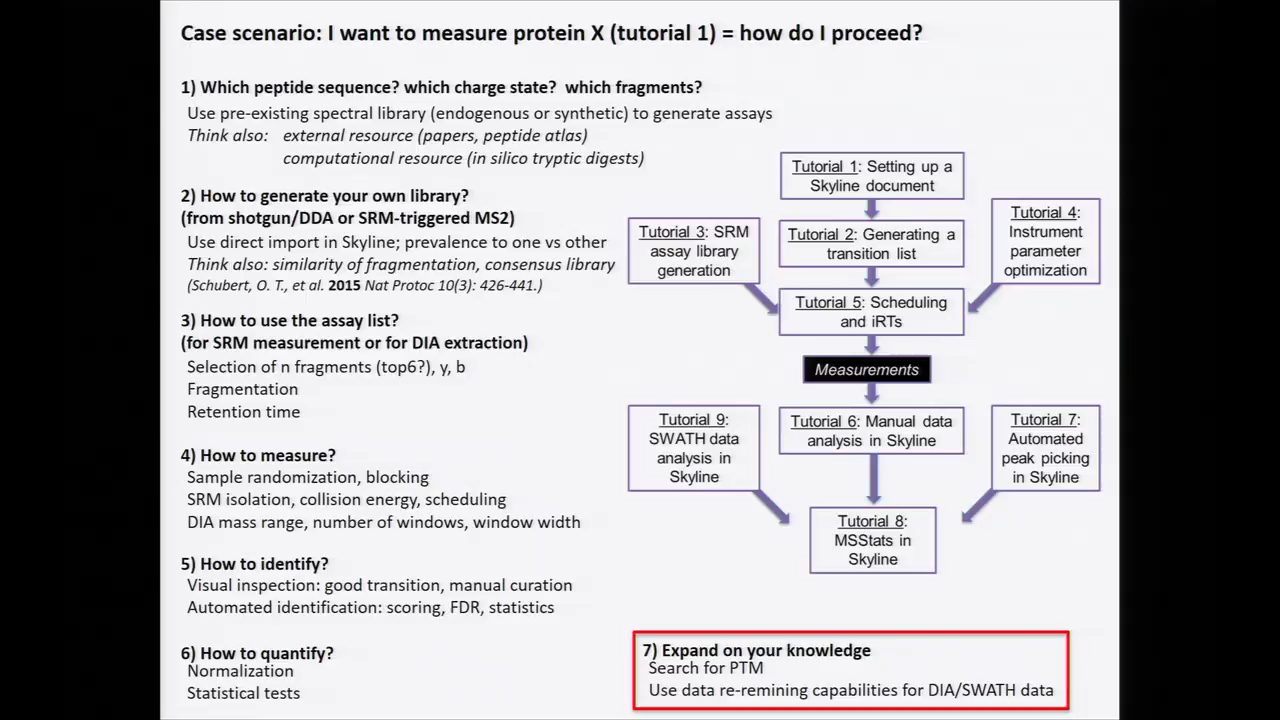 Case scenario: I want to measure protein X (tutorial 1) = how do I proceed?
1) Which peptide sequence? which charge state?  which fragments?
Use pre-existing spectral library (endogenous or synthetic) to generate assays
Think also: external resource (papers, peptide atlas)
computational resource (in silico tryptic digests)
2) How to generate your own library?
(from shotgun/DDA or SRM-triggered MS2)
Use direct import in Skyline; prevalence to one vs other
Think also: similarity of fragmentation, consensus library
(Schubert, O. T., et al. 2015 Nat Protoc 10(3): 426-441.)
3) How to use the assay list?
(for SRM measurement or for DIA extraction)
Selection of n fragments (top6?), y, b
Fragmentation
Retention time
4) How to measure?
Sample randomization, blocking
SRM isolation, collision energy, scheduling
DIA mass range, number of windows, window width
5) How to identify?
Visual inspection: good transition, manual curation
Automated identification: scoring, FDR, statistics
6) How to quantify?
Normalization
Statistical tests
Tutorial 1: Setting up a
Skyline document
Tutorial 2: Generating a
transition list
Tutorial 3: SRM
assay library
generation
Tutorial 4:
Instrument
parameter
optimization
Tutorial 5: Scheduling
and iRTs
Measurements
Tutorial 9:
SWATH data
analysis in
Skyline
Tutorial 6: Manual data
analysis in Skyline
Tutorial 7:
Automated
peak picking
in Skyline
Tutorial 8:
MSStats in
Skyline
7) Expand on your knowledge
Search for PTM
Use data re-remining capabilities for DIA/SWATH data